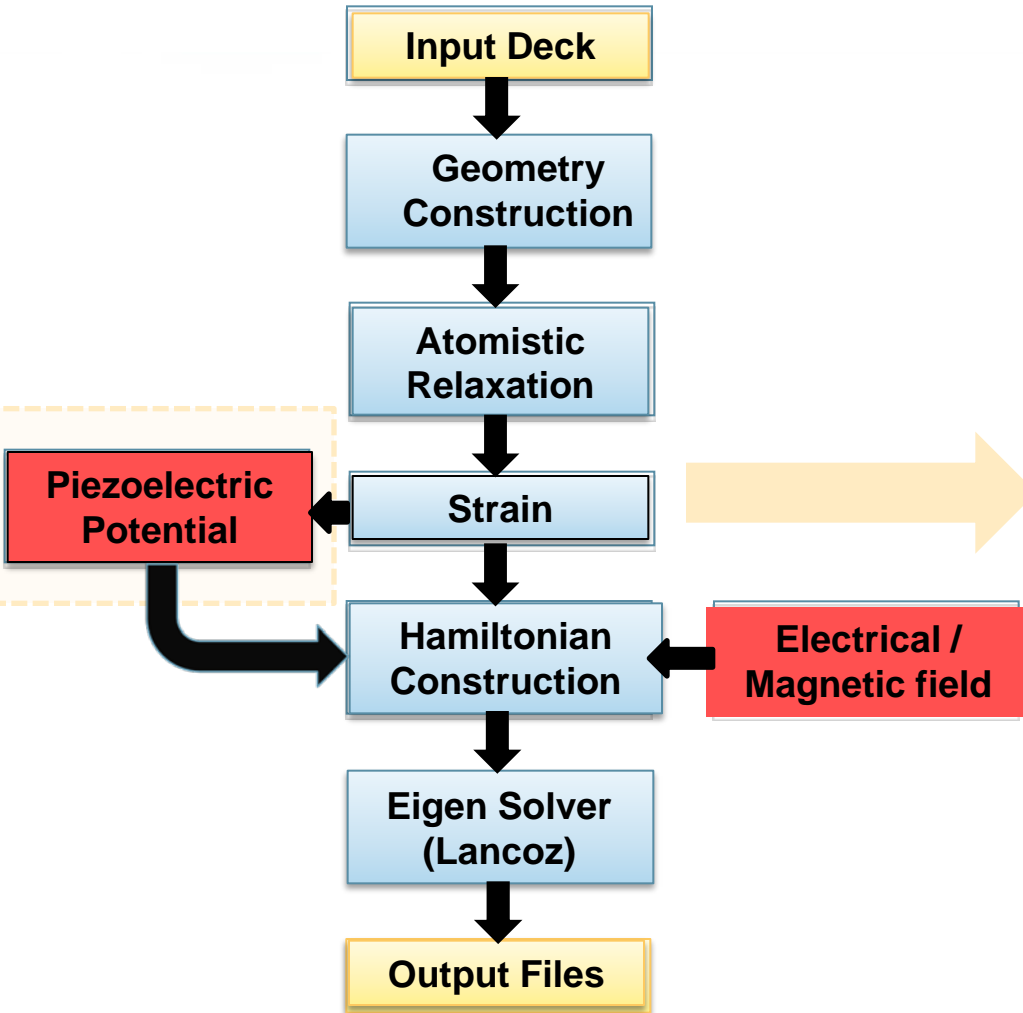 Input Deck
Geometry
Construction
Atomistic
Relaxation
Piezoelectric
Potential
Strain
Hamiltonian
Construction
Electrical /
Magnetic field
Eigen Solver
(Lancoz)
Output Files